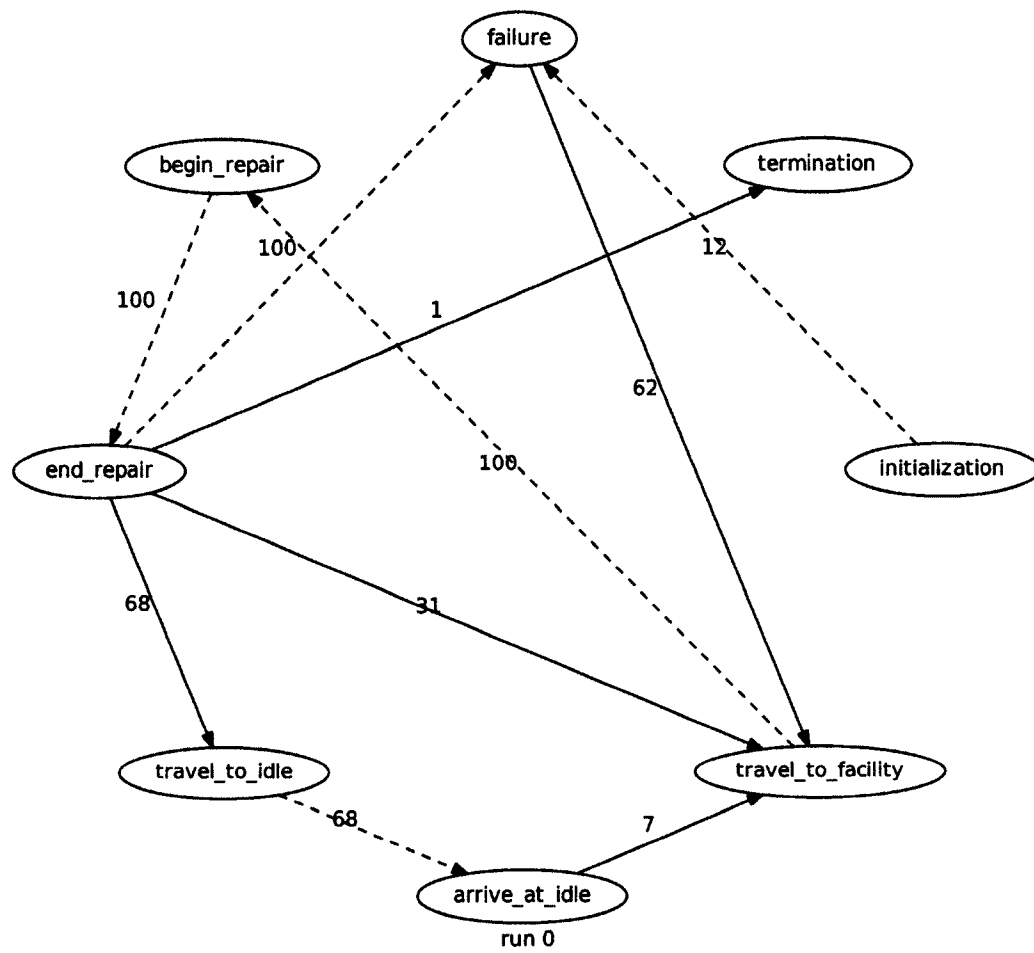 failure
begin_repair
termination
100
12
100
1
62
100
end_repair
initialization
68
31
travel_to_idle
travel_to_facility
68
7
arrive_at_idle
run 0